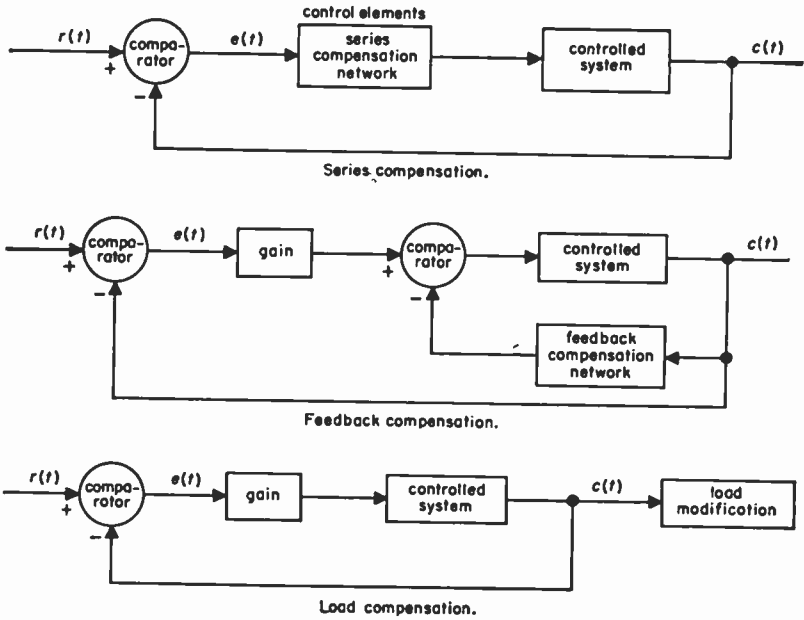 control elements
r(t)
+
compa-
rator
−
e(t)
series
compensation
network
controlled
system
c(t)
Series compensation.
r(t)
+
compa-
rator
−
e(t)
gain
+
compa-
rator
−
controlled
system
c(t)
feedback
compensation
network
Feedback compensation.
r(t)
+
compa-
rator
−
e(t)
gain
controlled
system
c(t)
load
modification
Load compensation.